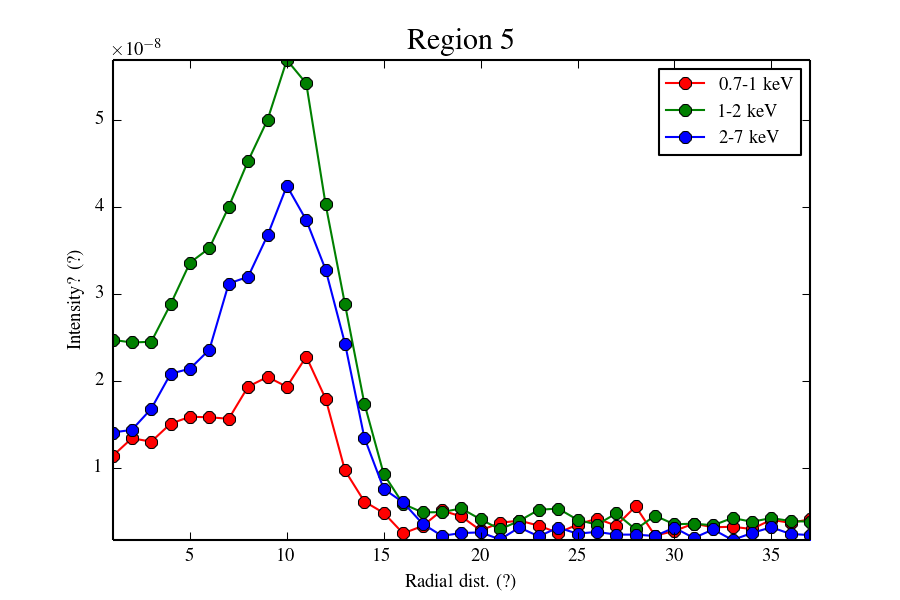 Region 5
×10−8
0.7-1 keV
1-2 keV
2-7 keV
5
4
3
2
1
Intensity? (?)
5 10 15 20 25 30 35
Radial dist. (?)